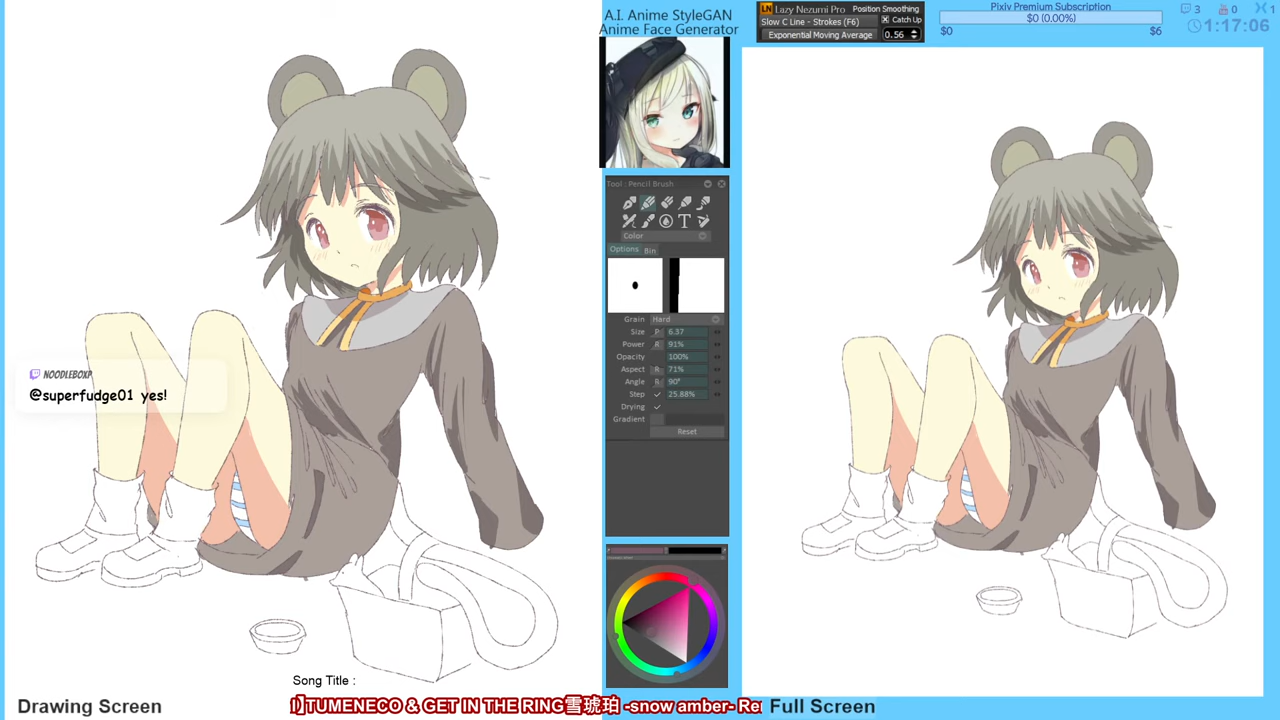 A.I. Anime StyleGAN
Anime Face Generator
LN Lazy Nezumi Pro
Position Smoothing
Slow C Line - Strokes (F6)
Catch Up
Exponential Moving Average
0.56
Pixiv Premium Subscription
$0 (0.00%)
$0
$6
3
0
1
1:17:06
Tool : Pencil Brush
Color
Options
Bin
Grain Hard
Size P 6.37
Power R 91%
Opacity 100%
Aspect R 71%
Angle R 90°
Step 25.88%
Drying
Gradient
Reset
NOODLEBOXP
@superfudge01 yes!
Song Title :
Drawing Screen
]TUMENECO & GET IN THE RING雪琥珀 -snow amber- Re
Full Screen